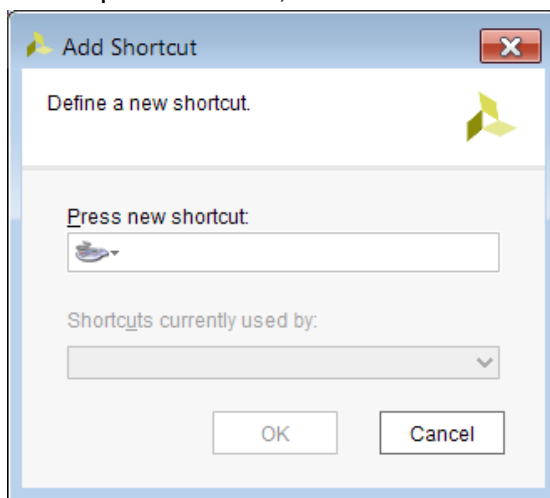 Add Shortcut
Define a new shortcut.
Press new shortcut:
Shortcuts currently used by:
OK
Cancel